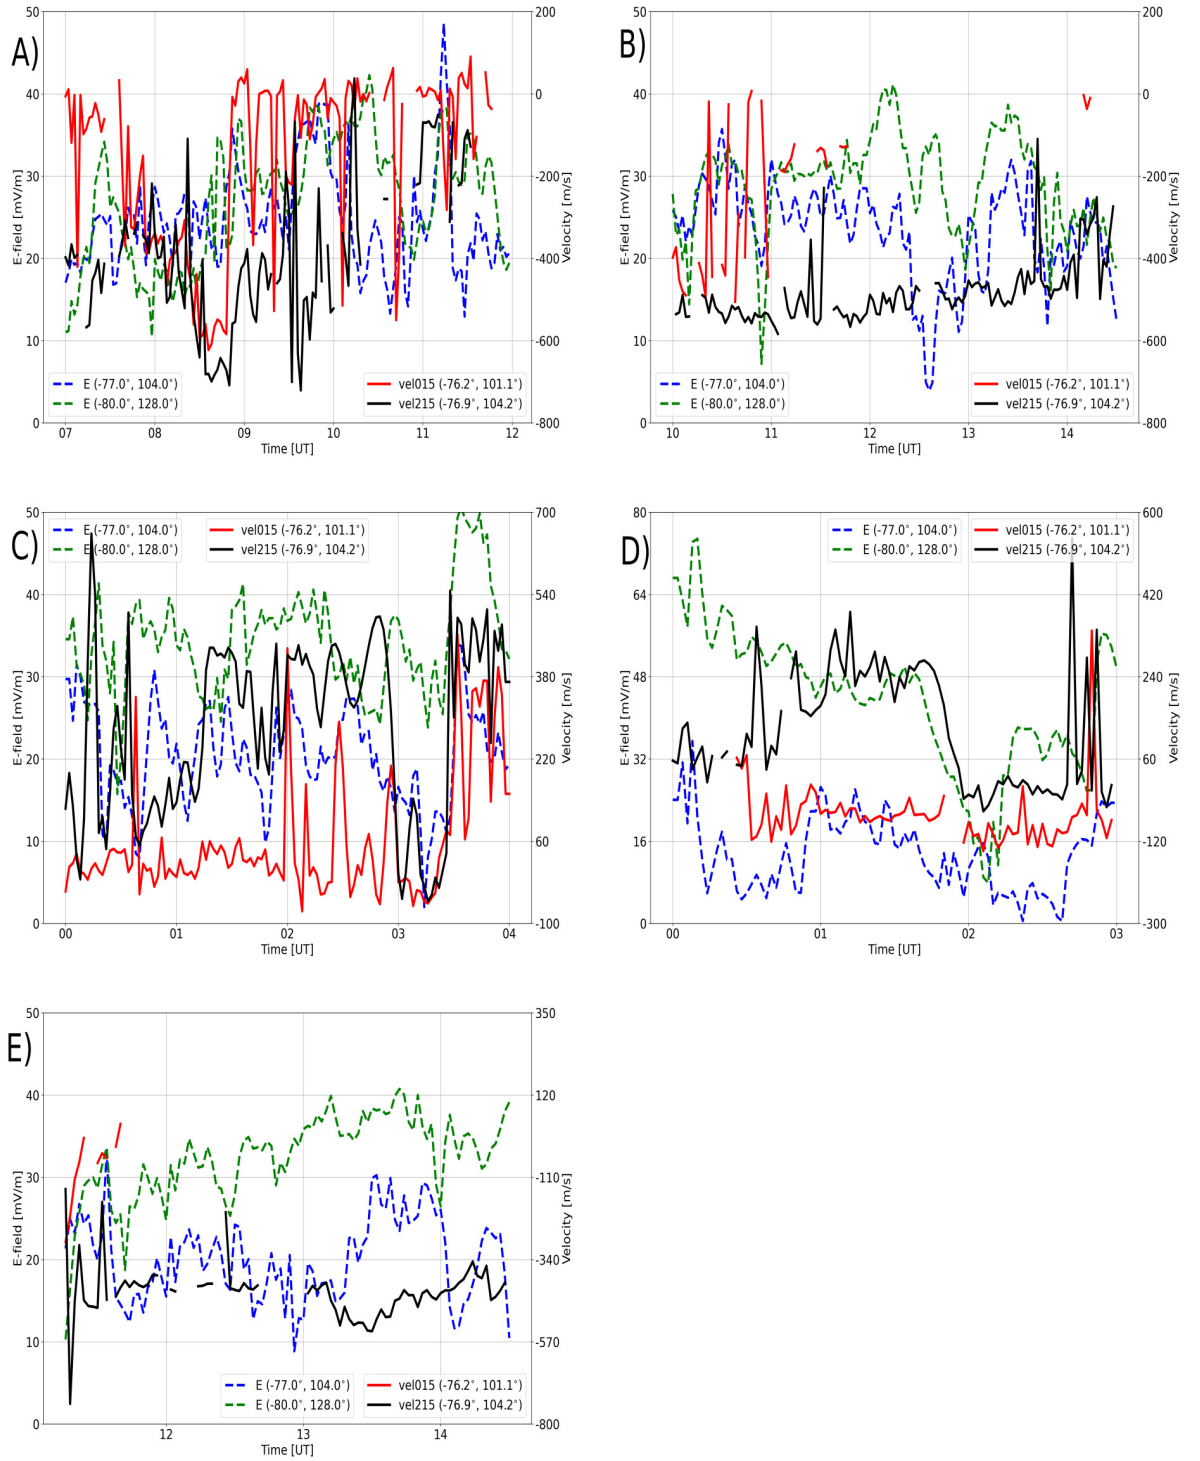 A)
50
40
30
20
10
0
E-field [mV/m]
200
0
-200
-400
-600
-800
Velocity [m/s]
07 08 09 10 11 12
Time [UT]
E (-77.0°, 104.0°)
E (-80.0°, 128.0°)
vel015 (-76.2°, 101.1°)
vel215 (-76.9°, 104.2°)
B)
50
40
30
20
10
0
E-field [mV/m]
200
0
-200
-400
-600
-800
Velocity [m/s]
10 11 12 13 14
Time [UT]
E (-77.0°, 104.0°)
E (-80.0°, 128.0°)
vel015 (-76.2°, 101.1°)
vel215 (-76.9°, 104.2°)
C)
50
40
30
20
10
0
E-field [mV/m]
700
540
380
220
60
-100
Velocity [m/s]
00 01 02 03 04
Time [UT]
E (-77.0°, 104.0°)
E (-80.0°, 128.0°)
vel015 (-76.2°, 101.1°)
vel215 (-76.9°, 104.2°)
D)
80
64
48
32
16
0
E-field [mV/m]
600
420
240
60
-120
-300
Velocity [m/s]
00 01 02 03
Time [UT]
E (-77.0°, 104.0°)
E (-80.0°, 128.0°)
vel015 (-76.2°, 101.1°)
vel215 (-76.9°, 104.2°)
E)
50
40
30
20
10
0
E-field [mV/m]
350
120
-110
-340
-570
-800
Velocity [m/s]
12 13 14
Time [UT]
E (-77.0°, 104.0°)
E (-80.0°, 128.0°)
vel015 (-76.2°, 101.1°)
vel215 (-76.9°, 104.2°)